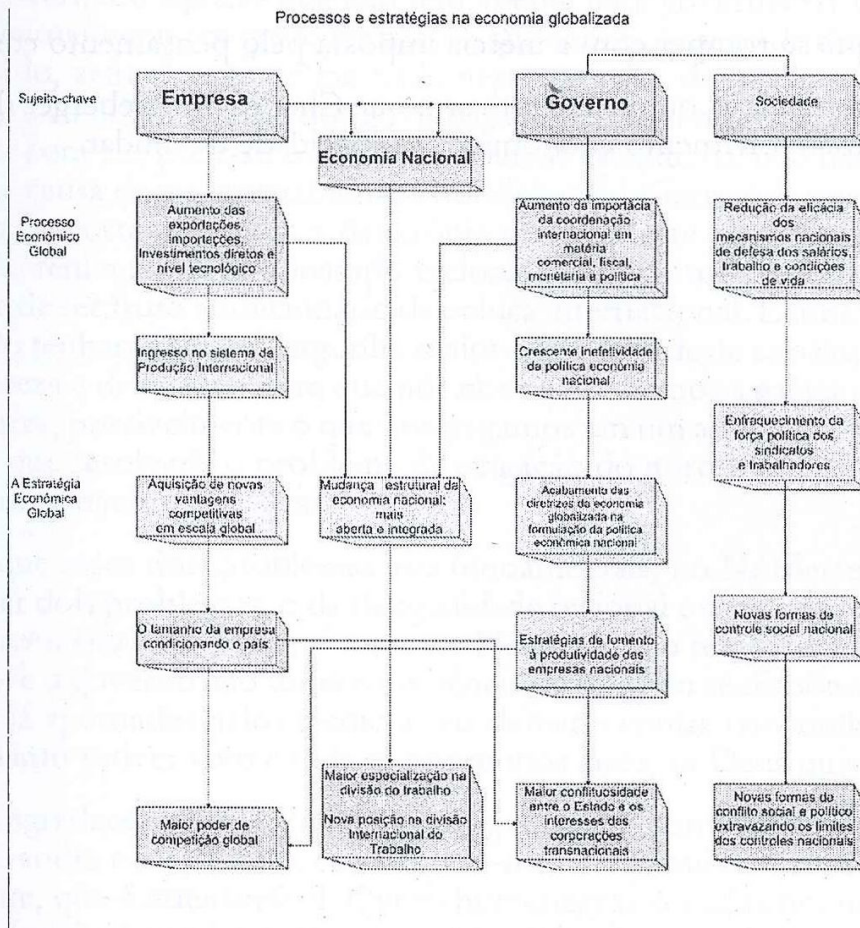 Processos e estratégias na economia globalizada
Sujeito-chave
Empresa
Governo
Sociedade
Economia Nacional
Processo
Econômico
Global
Aumento das
exportações,
importações,
Investimentos diretos e
nível tecnológico
Aumento da importâcia
da coordenação
internacional em
matéria
comercial, fiscal,
monetária e política
Redução da eficácia
dos
mecanismos nacionais
de defesa dos salários,
trabalho e condições
de vida
Ingresso no sistema de
Produção Internacional
Crescente inefetividade
da política econômia
nacional
Enfraquecimento da
força política dos
sindicatos
e trabalhadores
A Estratégia
Econômica
Global
Aquisição de novas
vantagens
competitivas
em escala global
Mudança estrutural da
economia nacional:
mais
aberta e integrada
Acabamento das
diretrizes da economia
globalizada na
formulação da política
econômica nacional
O tamanho da empresa
condicionando o país
Estratégias de fomento
à produtividade das
empresas nacionais
Novas formas de
controle social nacional
Maior poder de
competição global
Maior especialização na
divisão do trabalho
Nova posição na divisão
Internacional do
Trabalho
Maior conflituosidade
entre o Estado e os
interesses das
corporações
transnacionais
Novas formas de
conflito social e político
extravazando os limites
dos controles nacionais